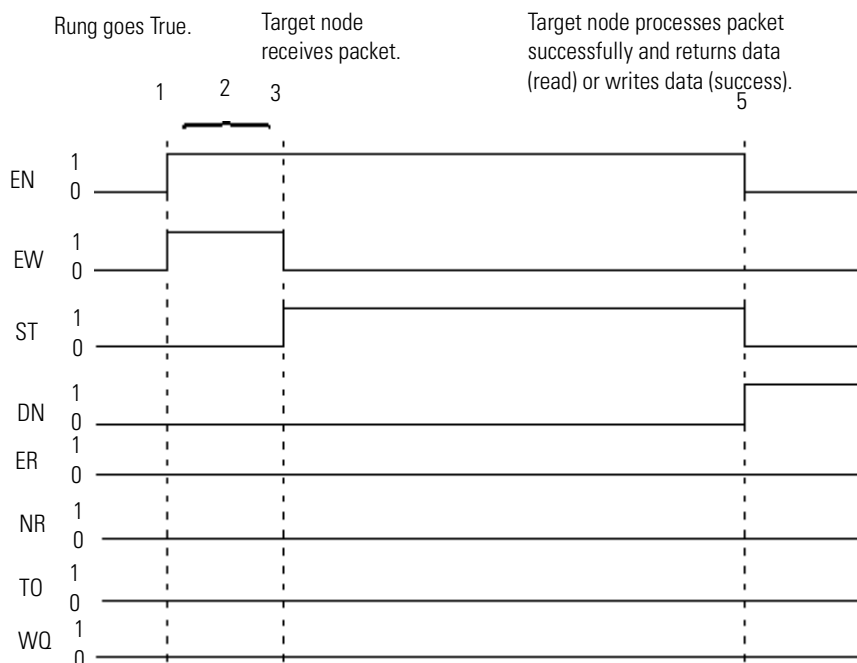 Rung goes True.
Target node
receives packet.
Target node processes packet
successfully and returns data
(read) or writes data (success).
1
2
3
5
EN
1
0
EW
1
0
ST
1
0
DN
1
0
ER
1
0
NR
1
0
TO
1
0
WQ
1
0